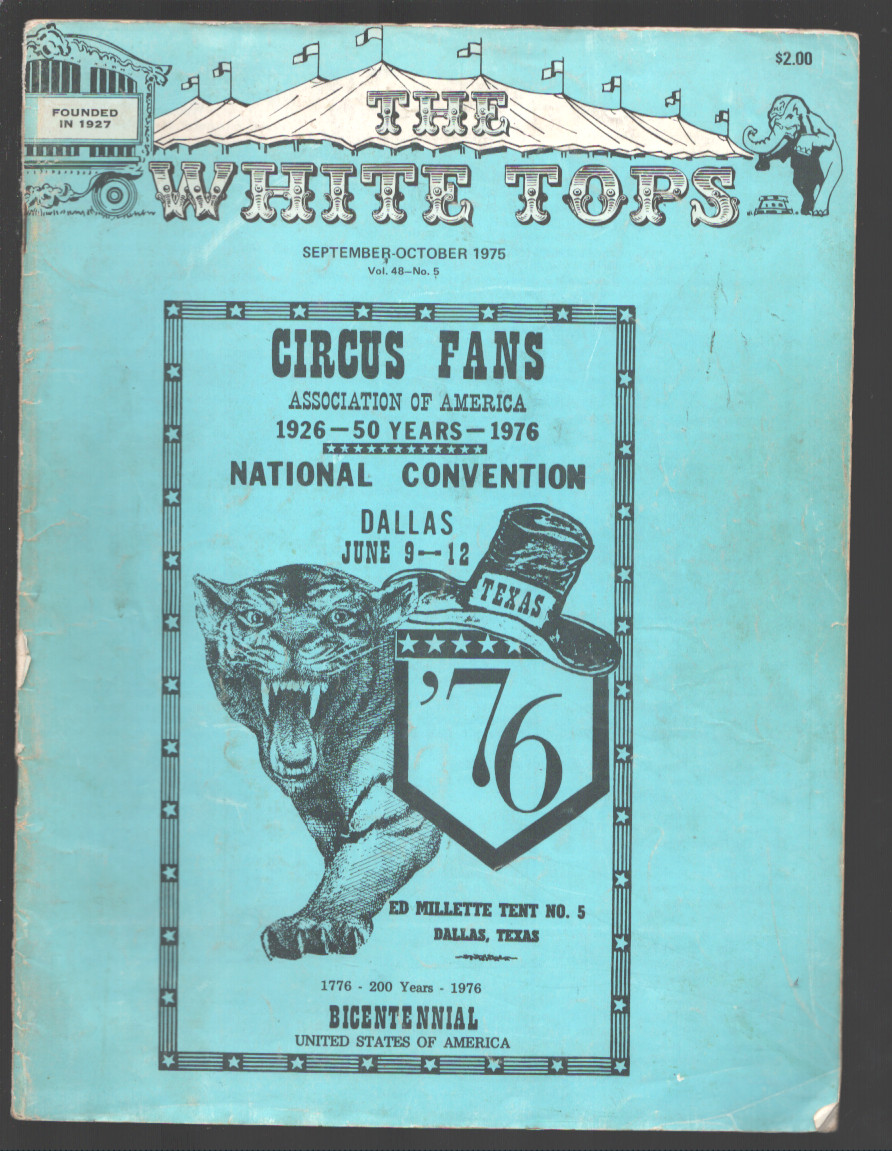 $2.00
FOUNDED
IN 1927
THE
WHITE TOPS
SEPTEMBER-OCTOBER 1975
Vol. 48—No. 5
CIRCUS FANS
ASSOCIATION OF AMERICA
1926—50 YEARS—1976
NATIONAL CONVENTION
DALLAS
JUNE 9—12
TEXAS
'76
ED MILLETTE TENT NO. 5
DALLAS, TEXAS
1776 - 200 Years - 1976
BICENTENNIAL
UNITED STATES OF AMERICA